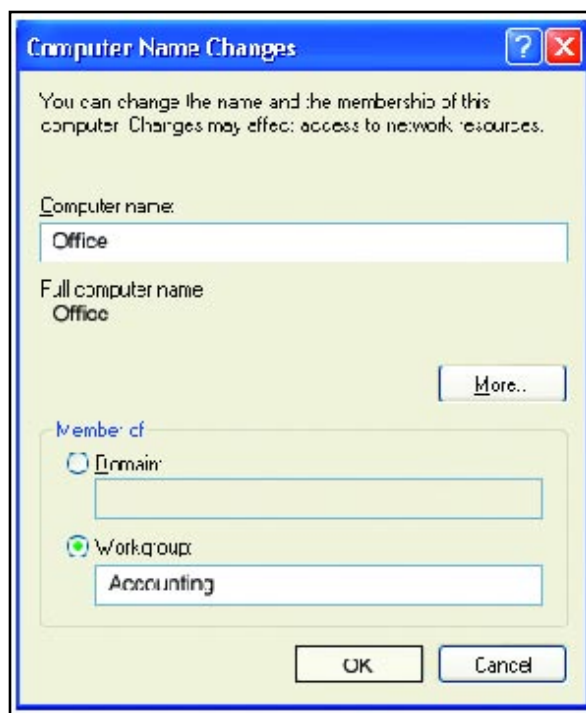 Computer Name Changes
You can change the name and the membership of this
computer. Changes may affect access to network resources.
Computer name:
Office
Full computer name
Office
More..
Member of
Domain:
Workgroup:
Accounting
OK
Cancel